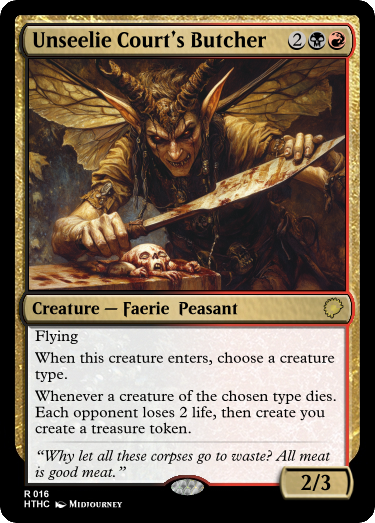 Unseelie Court's Butcher 2
Creature — Faerie Peasant
Flying
When this creature enters, choose a creature
type.
Whenever a creature of the chosen type dies.
Each opponent loses 2 life, then create you
create a treasure token.
“Why let all these corpses go to waste? All meat
is good meat.”
2/3
R 016
HTHC Midjourney